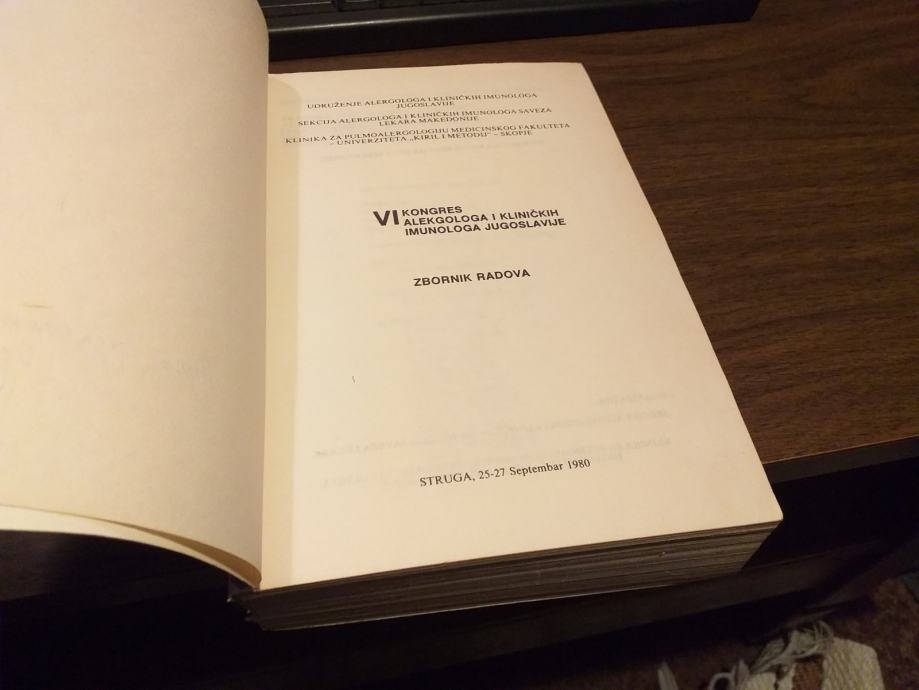 UDRUŽENJE ALERGOLOGA I KLINIČKIH IMUNOLOGA
JUGOSLAVIJE
SEKCIJA ALERGOLOGA I KLINIČKIH IMUNOLOGA SAVEZA
LEKARA MAKEDONIJE
KLINIKA ZA PULMOALERGOLOGIJU MEDICINSKOG FAKULTETA
– UNIVERZITETA „KIRIL I METODIJ” – SKOPJE
VI KONGRES
ALEKGOLOGA I KLINIČKIH
IMUNOLOGA JUGOSLAVIJE
ZBORNIK RADOVA
STRUGA, 25-27 Septembar 1980